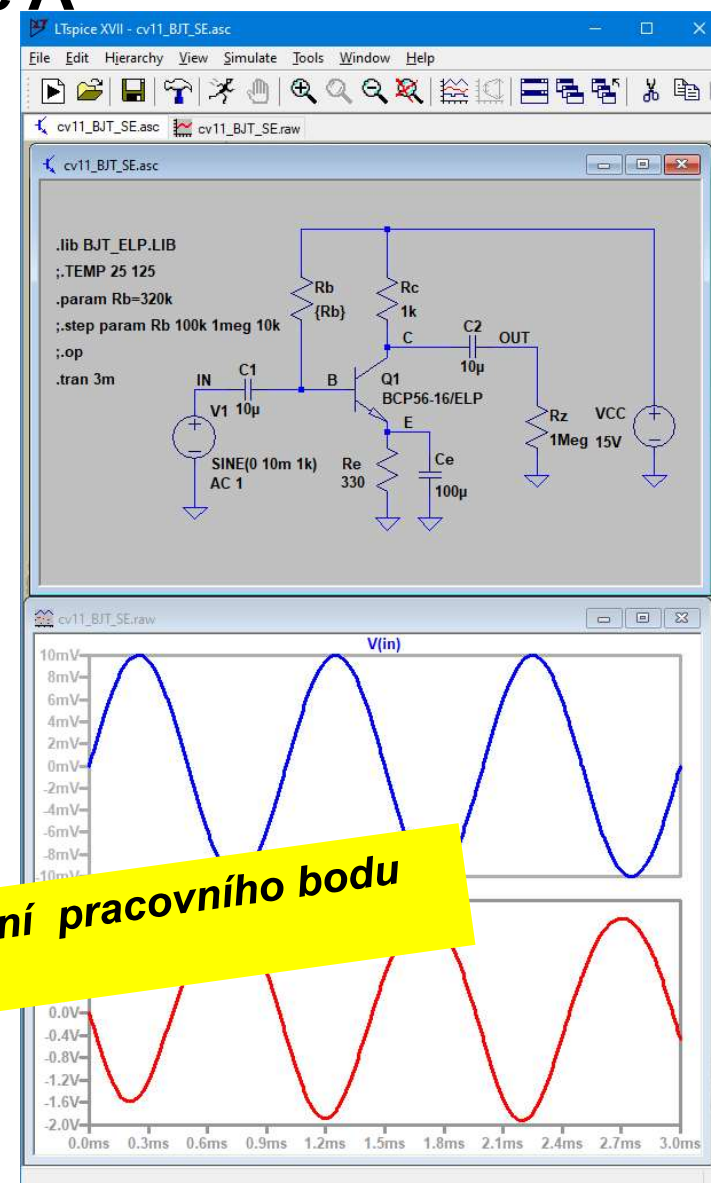 LTspice XVII - cv11_BJT_SE.asc
File Edit Hierarchy View Simulate Tools Window Help
cv11_BJT_SE.asc cv11_BJT_SE.raw
cv11_BJT_SE.asc
.lib BJT_ELP.LIB
;.TEMP 25 125
.param Rb=320k
;.step param Rb 100k 1meg 10k
;.op
.tran 3m
Rb
{Rb}
Rc
1k
C
C2
10µ
OUT
IN
C1
10µ
B
Q1
BCP56-16/ELP
V1
SINE(0 10m 1k)
AC 1
E
Re
330
Ce
100µ
Rz
1Meg
VCC
15V
cv11_BJT_SE.raw
V(in)
10mV
8mV
6mV
4mV
2mV
0mV
-2mV
-4mV
-6mV
-8mV
-10mV
ní pracovního bodu
0.0V
-0.4V
-0.8V
-1.2V
-1.6V
-2.0V
0.0ms 0.3ms 0.6ms 0.9ms 1.2ms 1.5ms 1.8ms 2.1ms 2.4ms 2.7ms 3.0ms